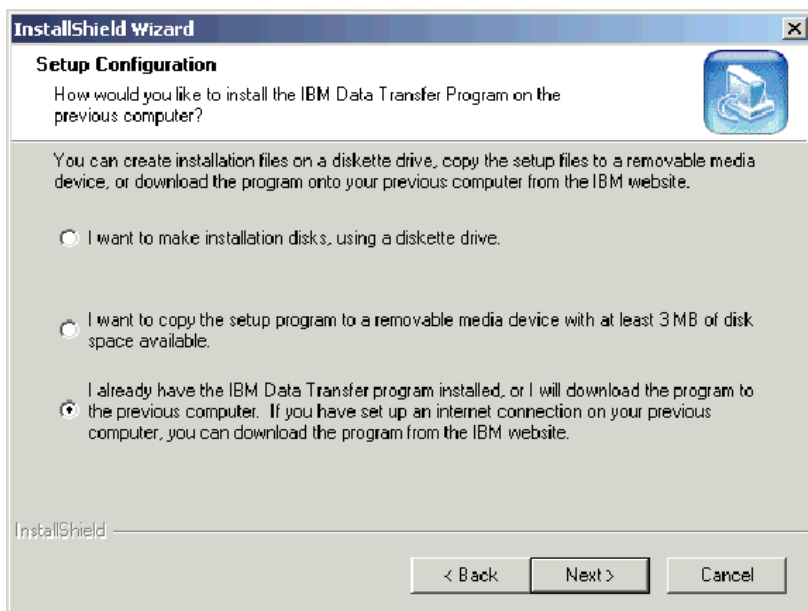 InstallShield Wizard
Setup Configuration
How would you like to install the IBM Data Transfer Program on the
previous computer?
You can create installation files on a diskette drive, copy the setup files to a removable media
device, or download the program onto your previous computer from the IBM website.
I want to make installation disks, using a diskette drive.
I want to copy the setup program to a removable media device with at least 3 MB of disk
space available.
I already have the IBM Data Transfer program installed, or I will download the program to
the previous computer. If you have set up an internet connection on your previous
computer, you can download the program from the IBM website.
InstallShield
< Back
Next >
Cancel